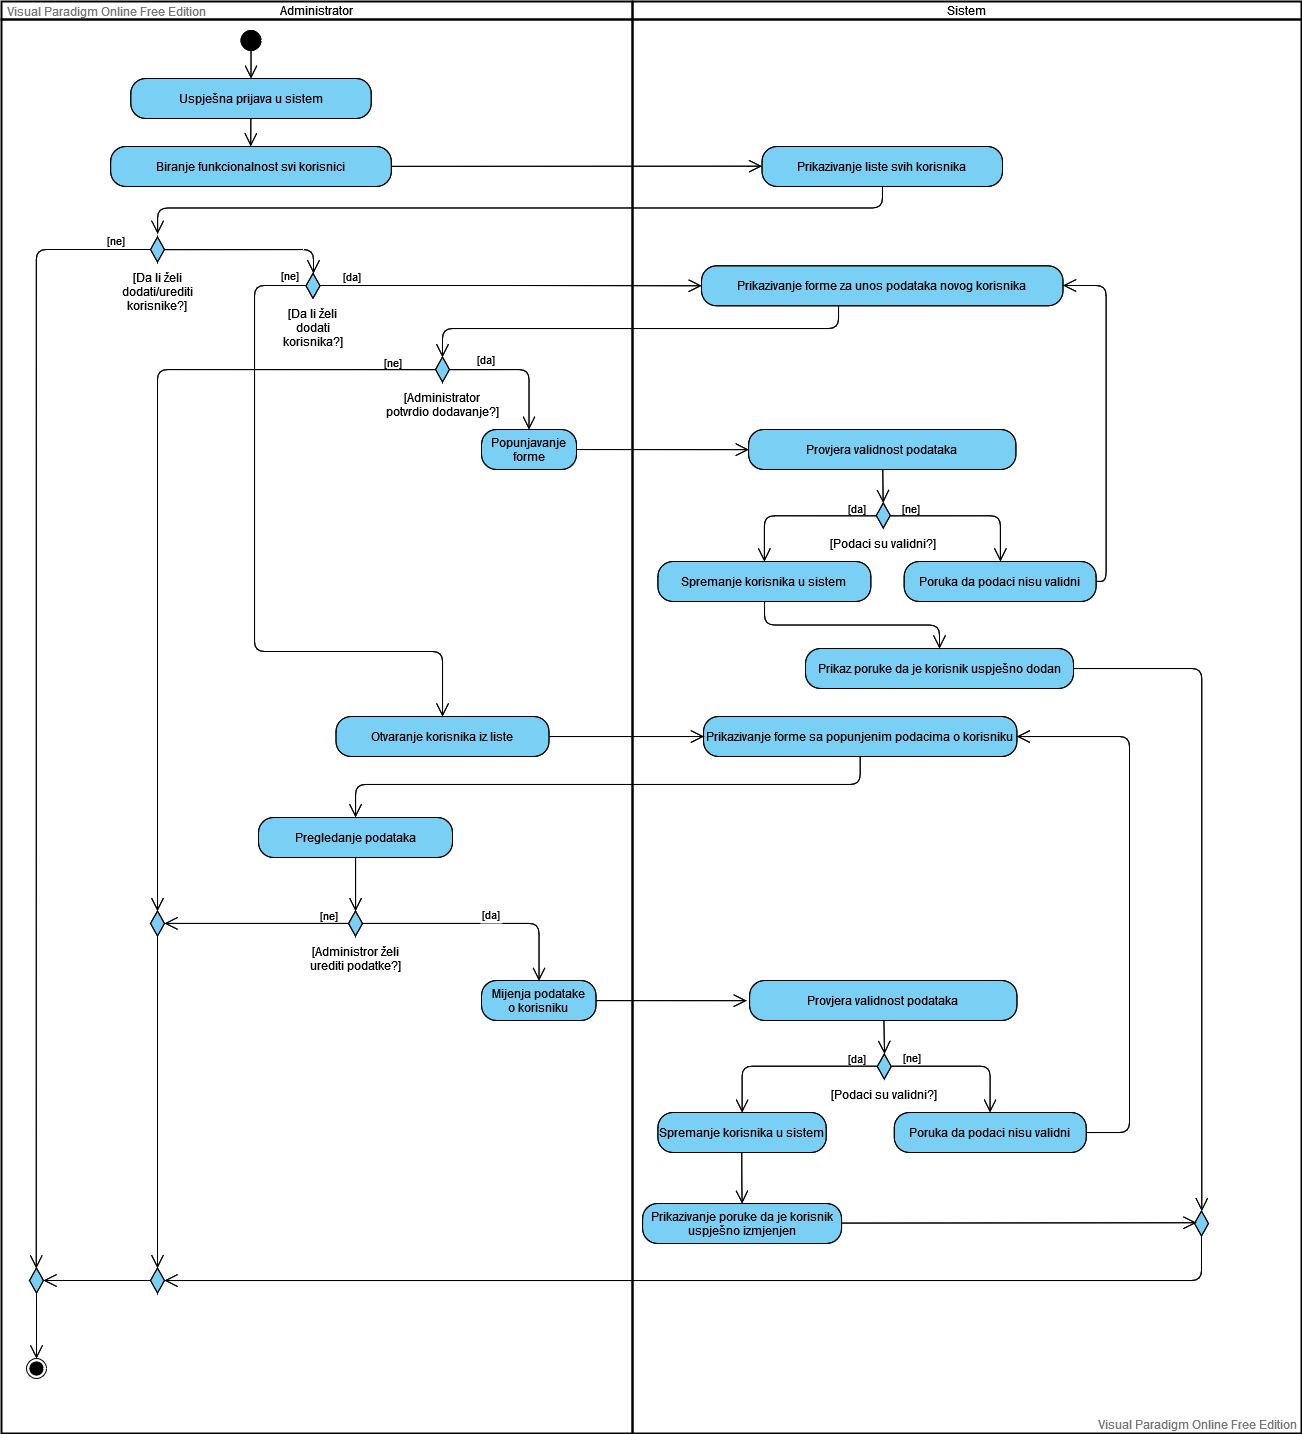 Visual Paradigm Online Free Edition
Administrator
Sistem
Uspješna prijava u sistem
Biranje funkcionalnost svi korisnici
Prikazivanje liste svih korisnika
[ne]
[Da li želi
dodati/urediti
korisnike?]
[ne]
[da]
[Da li želi
dodati
korisnika?]
Prikazivanje forme za unos podataka novog korisnika
[ne]
[da]
[Administrator
potvrdio dodavanje?]
Popunjavanje
forme
Provjera validnost podataka
[da]
[ne]
[Podaci su validni?]
Spremanje korisnika u sistem
Poruka da podaci nisu validni
Prikaz poruke da je korisnik uspješno dodan
Otvaranje korisnika iz liste
Prikazivanje forme sa popunjenim podacima o korisniku
Pregledanje podataka
[ne]
[da]
[Administror želi
urediti podatke?]
Mijenja podatake
o korisniku
Provjera validnost podataka
[da]
[ne]
[Podaci su validni?]
Spremanje korisnika u sistem
Poruka da podaci nisu validni
Prikazivanje poruke da je korisnik
uspješno izmjenjen
Visual Paradigm Online Free Edition